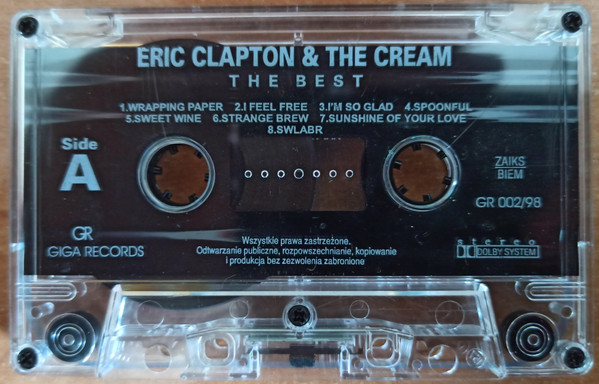 ERIC CLAPTON & THE CREAM
THE BEST
1.WRAPPING PAPER 2.I FEEL FREE 3.I'M SO GLAD 4.SPOONFUL
5.SWEET WINE 6.STRANGE BREW 7.SUNSHINE OF YOUR LOVE
8.SWLABR
Side
A
ZAIKS
BIEM
GR 002/98
GR
GIGA RECORDS
Wszystkie prawa zastrzeżone.
Odtwarzanie publiczne, rozpowszechnianie, kopiowanie
i produkcja bez zezwolenia zabronione
stereo
DOLBY SYSTEM